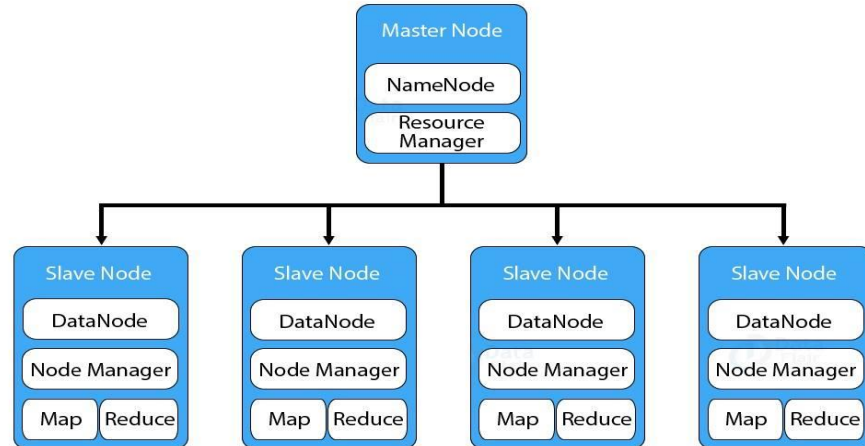 Master Node
NameNode
Resource
Manager
Slave Node
DataNode
Node Manager
Map Reduce
Slave Node
DataNode
Node Manager
Map Reduce
Slave Node
DataNode
Node Manager
Map Reduce
Slave Node
DataNode
Node Manager
Map Reduce